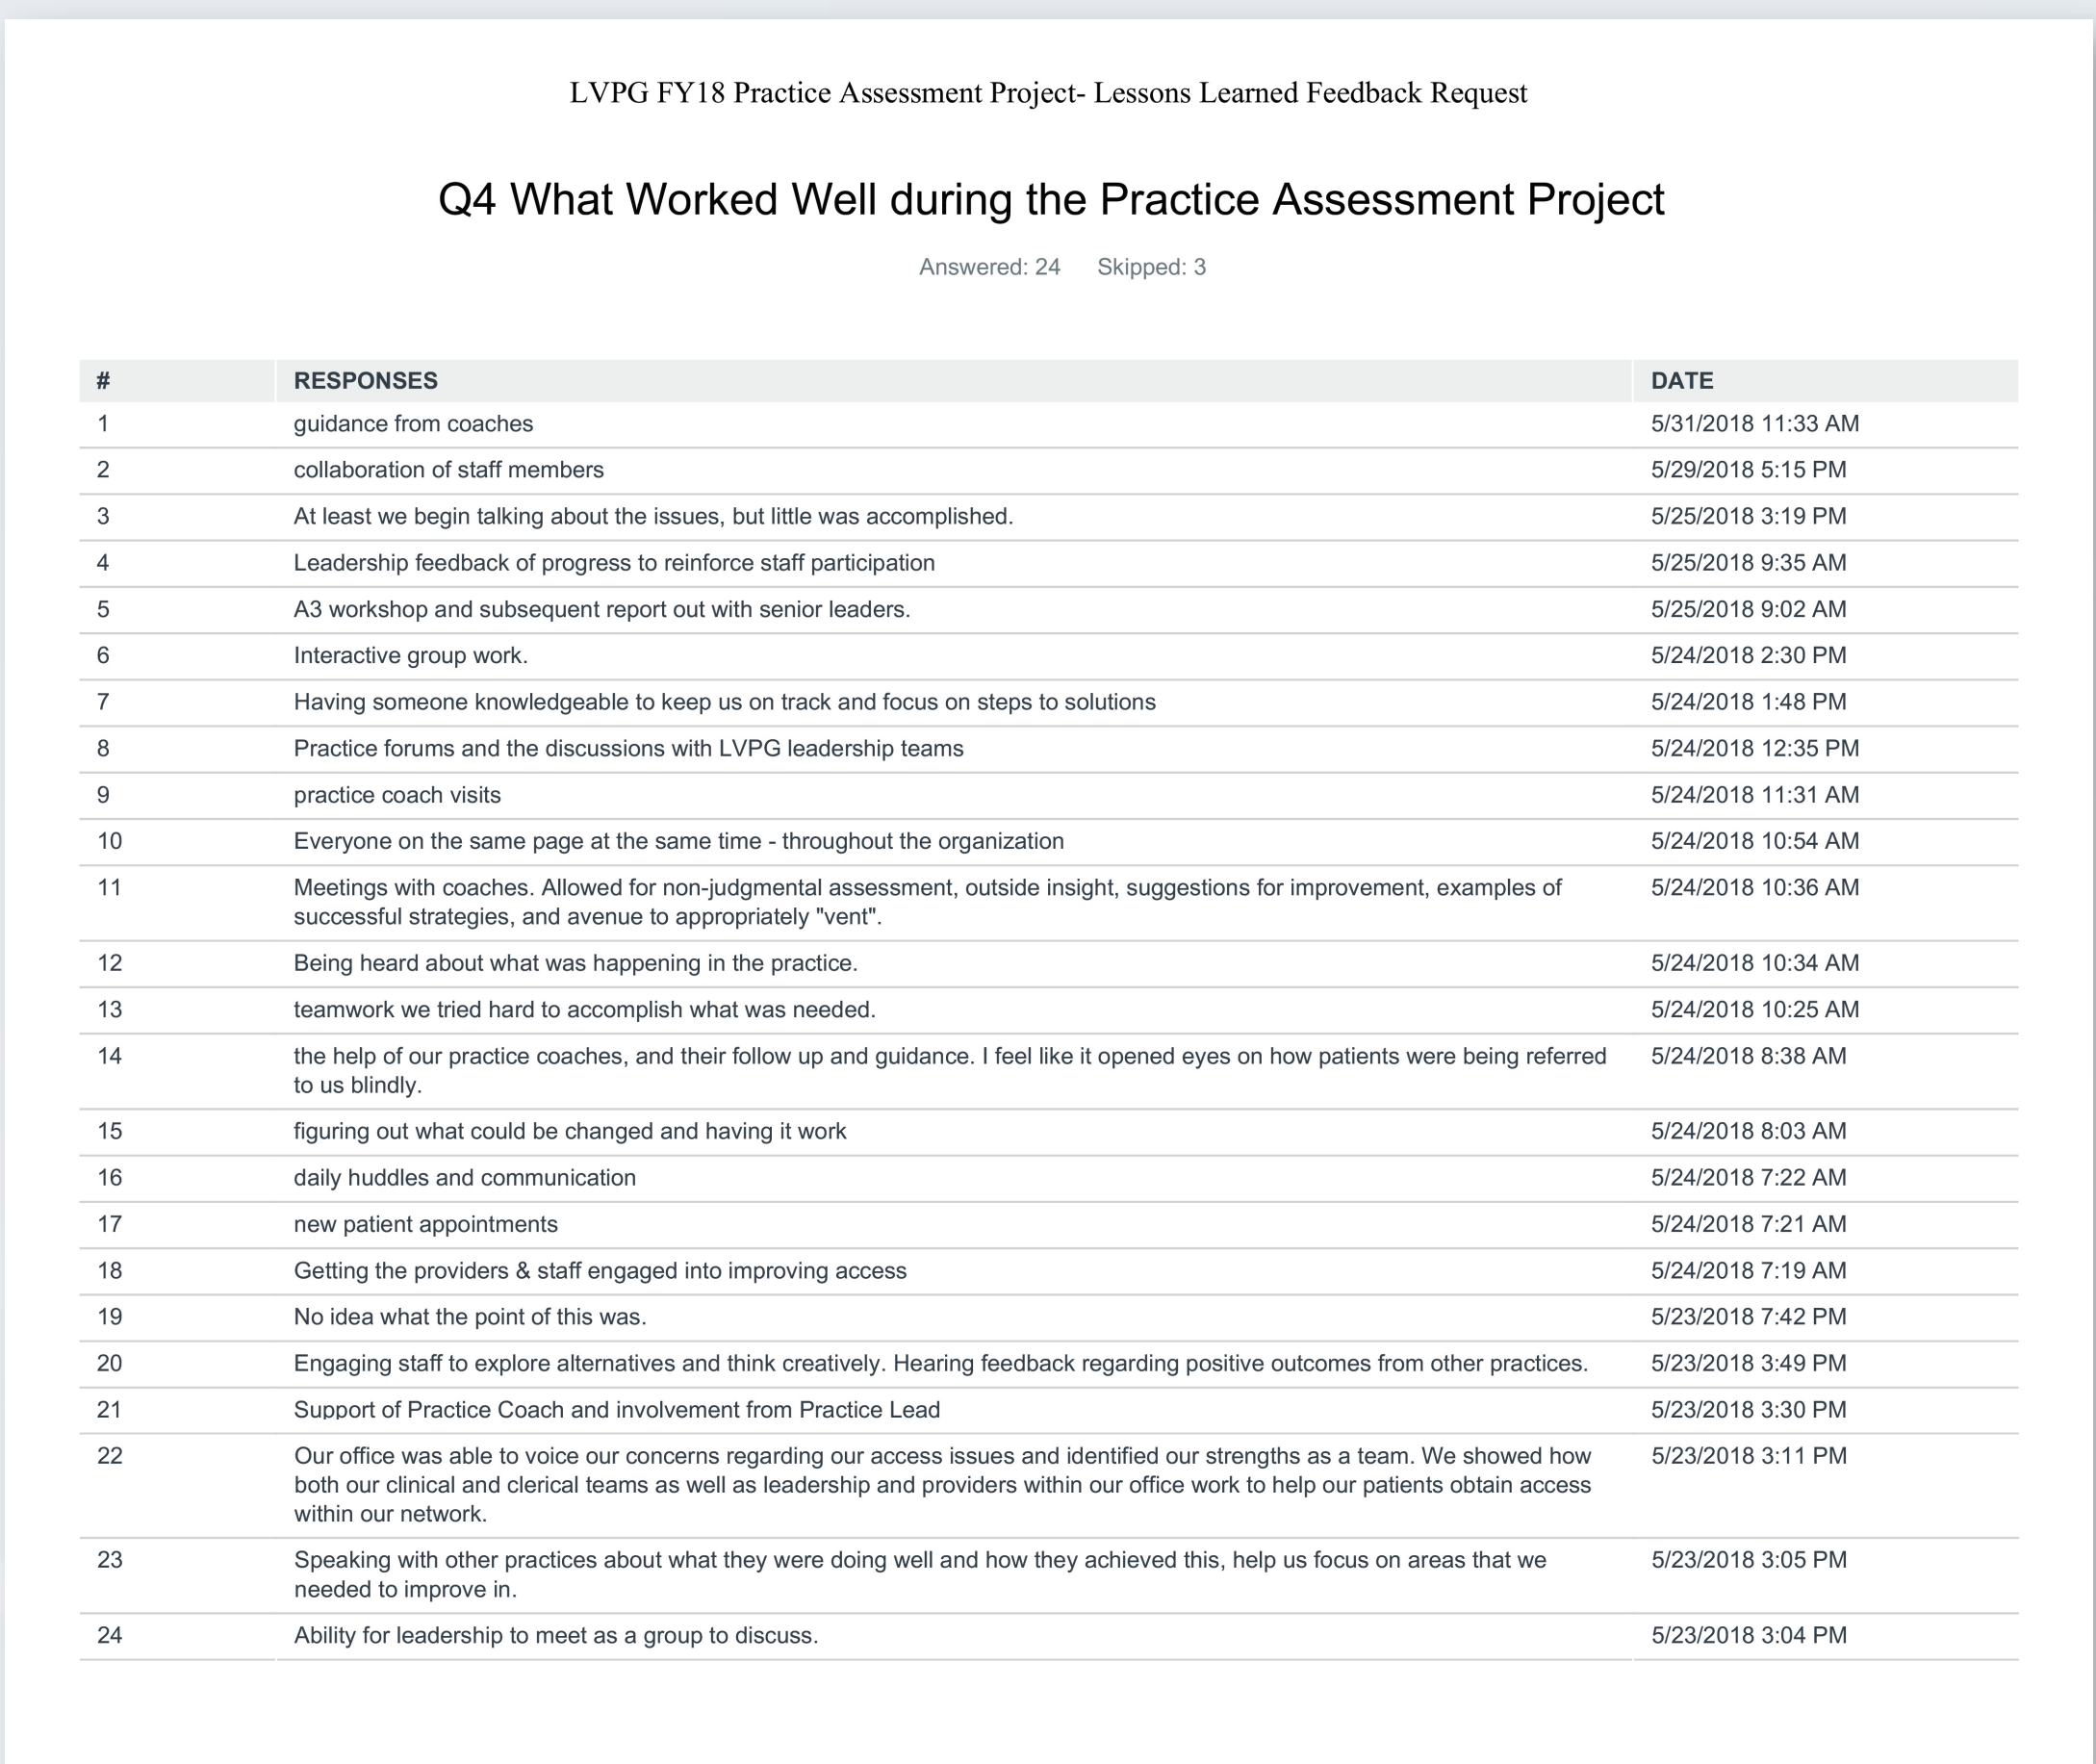 LVPG FY18 Practice Assessment Project- Lessons Learned Feedback Request
Q4 What Worked Well during the Practice Assessment Project
Answered: 24 Skipped: 3
# RESPONSES DATE
1 guidance from coaches 5/31/2018 11:33 AM
2 collaboration of staff members 5/29/2018 5:15 PM
3 At least we begin talking about the issues, but little was accomplished. 5/25/2018 3:19 PM
4 Leadership feedback of progress to reinforce staff participation 5/25/2018 9:35 AM
5 A3 workshop and subsequent report out with senior leaders. 5/25/2018 9:02 AM
6 Interactive group work. 5/24/2018 2:30 PM
7 Having someone knowledgeable to keep us on track and focus on steps to solutions 5/24/2018 1:48 PM
8 Practice forums and the discussions with LVPG leadership teams 5/24/2018 12:35 PM
9 practice coach visits 5/24/2018 11:31 AM
10 Everyone on the same page at the same time - throughout the organization 5/24/2018 10:54 AM
11 Meetings with coaches. Allowed for non-judgmental assessment, outside insight, suggestions for improvement, examples of 5/24/2018 10:36 AM
successful strategies, and avenue to appropriately "vent".
12 Being heard about what was happening in the practice. 5/24/2018 10:34 AM
13 teamwork we tried hard to accomplish what was needed. 5/24/2018 10:25 AM
14 the help of our practice coaches, and their follow up and guidance. I feel like it opened eyes on how patients were being referred 5/24/2018 8:38 AM
to us blindly.
15 figuring out what could be changed and having it work 5/24/2018 8:03 AM
16 daily huddles and communication 5/24/2018 7:22 AM
17 new patient appointments 5/24/2018 7:21 AM
18 Getting the providers & staff engaged into improving access 5/24/2018 7:19 AM
19 No idea what the point of this was. 5/23/2018 7:42 PM
20 Engaging staff to explore alternatives and think creatively. Hearing feedback regarding positive outcomes from other practices. 5/23/2018 3:49 PM
21 Support of Practice Coach and involvement from Practice Lead 5/23/2018 3:30 PM
22 Our office was able to voice our concerns regarding our access issues and identified our strengths as a team. We showed how 5/23/2018 3:11 PM
both our clinical and clerical teams as well as leadership and providers within our office work to help our patients obtain access
within our network.
23 Speaking with other practices about what they were doing well and how they achieved this, help us focus on areas that we 5/23/2018 3:05 PM
needed to improve in.
24 Ability for leadership to meet as a group to discuss. 5/23/2018 3:04 PM